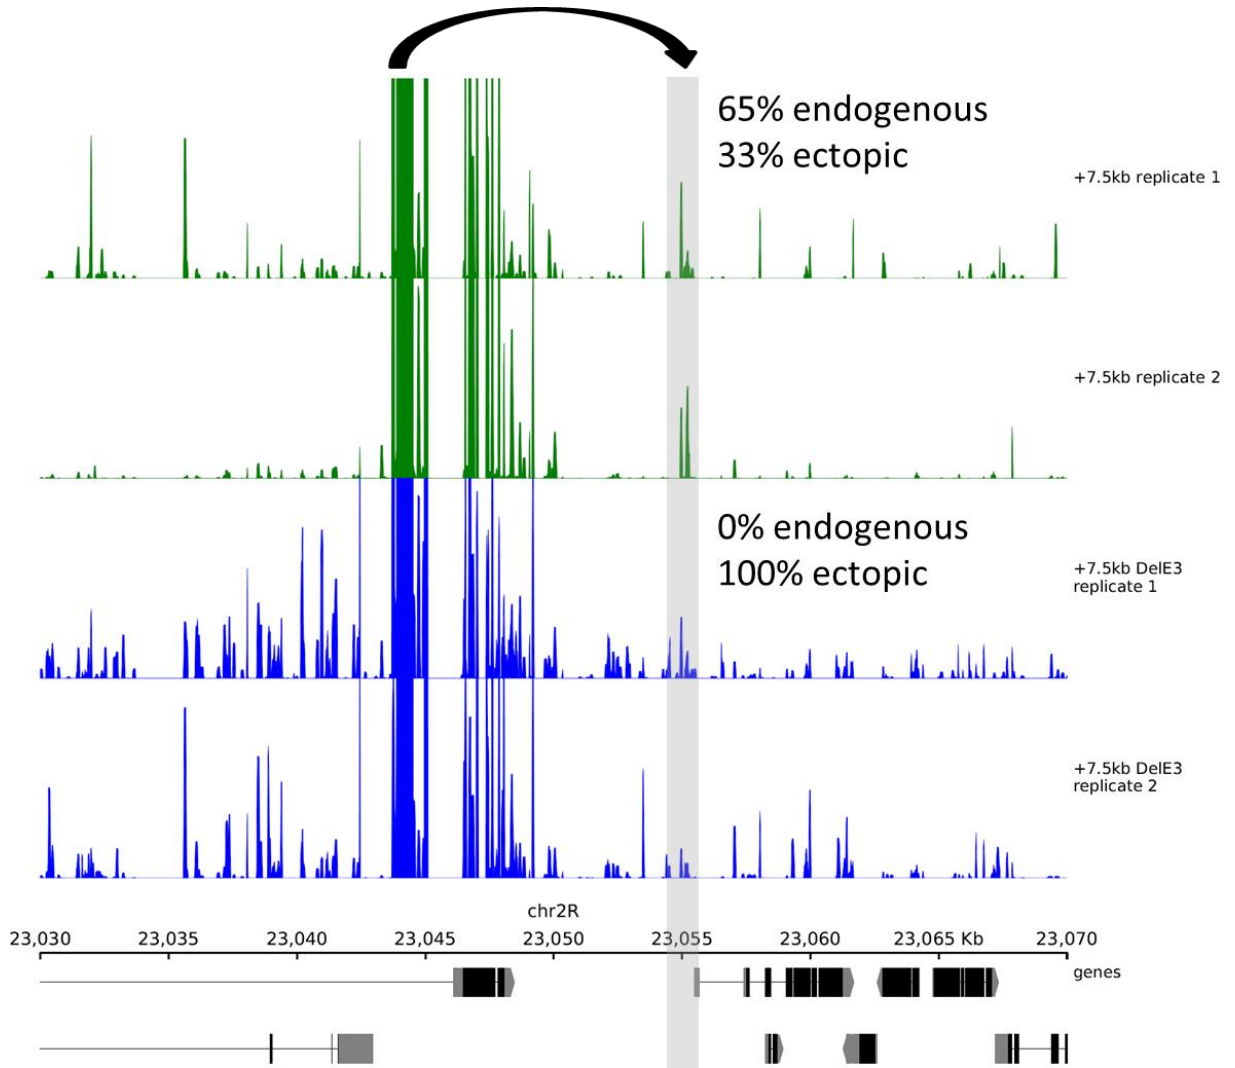 65% endogenous
33% ectopic
+7.5kb replicate 1
+7.5kb replicate 2
0% endogenous
100% ectopic
+7.5kb DelE3
replicate 1
+7.5kb DelE3
replicate 2
chr2R
23,030 23,035 23,040 23,045 23,050 23,055 23,060 23,065 Kb 23,070
genes